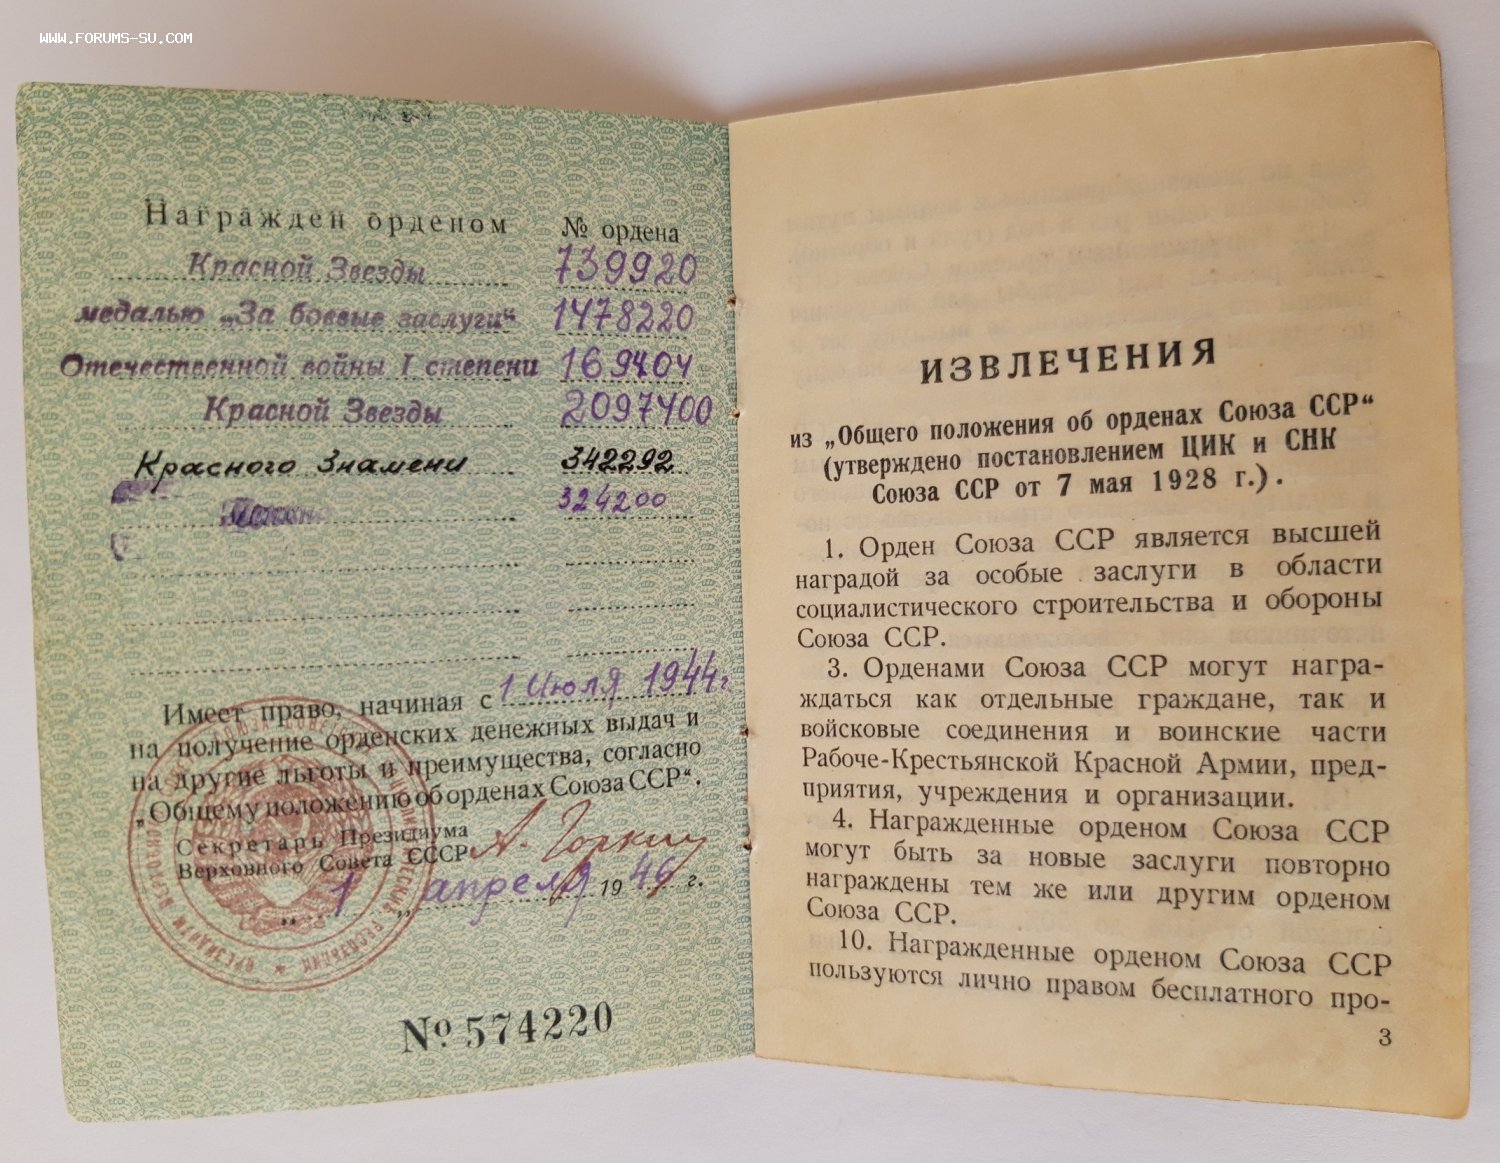 WWW.FORUMS-SU.COM
Награжден орденом № ордена
Красной Звезды 739920
медалью „За боевые заслуги“ 1478220
Отечественной войны I степени 169404
Красной Звезды 2097400
Красного Знамени 342292
Ленина 324200
Имеет право, начиная с 1 Июля 1944 г
на получение орденских денежных выдач и
на другие льготы и преимущества, согласно
„Общему положению об орденах Союза ССР“.
Секретарь Президиума
Верховного Совета СССР А. Горкин
„1„ апреля 1946 г.
№ 574220
ИЗВЛЕЧЕНИЯ
из „Общего положения об орденах Союза ССР“
(утверждено постановлением ЦИК и СНК
Союза ССР от 7 мая 1928 г.).
1. Орден Союза ССР является высшей
наградой за особые заслуги в области
социалистического строительства и обороны
Союза ССР.
3. Орденами Союза ССР могут награ-
ждаться как отдельные граждане, так и
войсковые соединения и воинские части
Рабоче-Крестьянской Красной Армии, пред-
приятия, учреждения и организации.
4. Награжденные орденом Союза ССР
могут быть за новые заслуги повторно
награждены тем же или другим орденом
Союза ССР.
10. Награжденные орденом Союза ССР
пользуются лично правом бесплатного про-
3